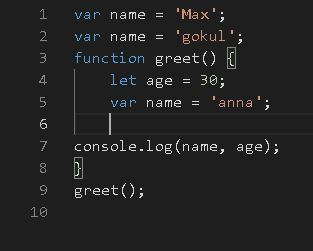 1 var name = 'Max';
2 var name = 'gokul';
3 function greet() {
4 let age = 30;
5 var name = 'anna';
6
7 console.log(name, age);
8 }
9 greet();
10